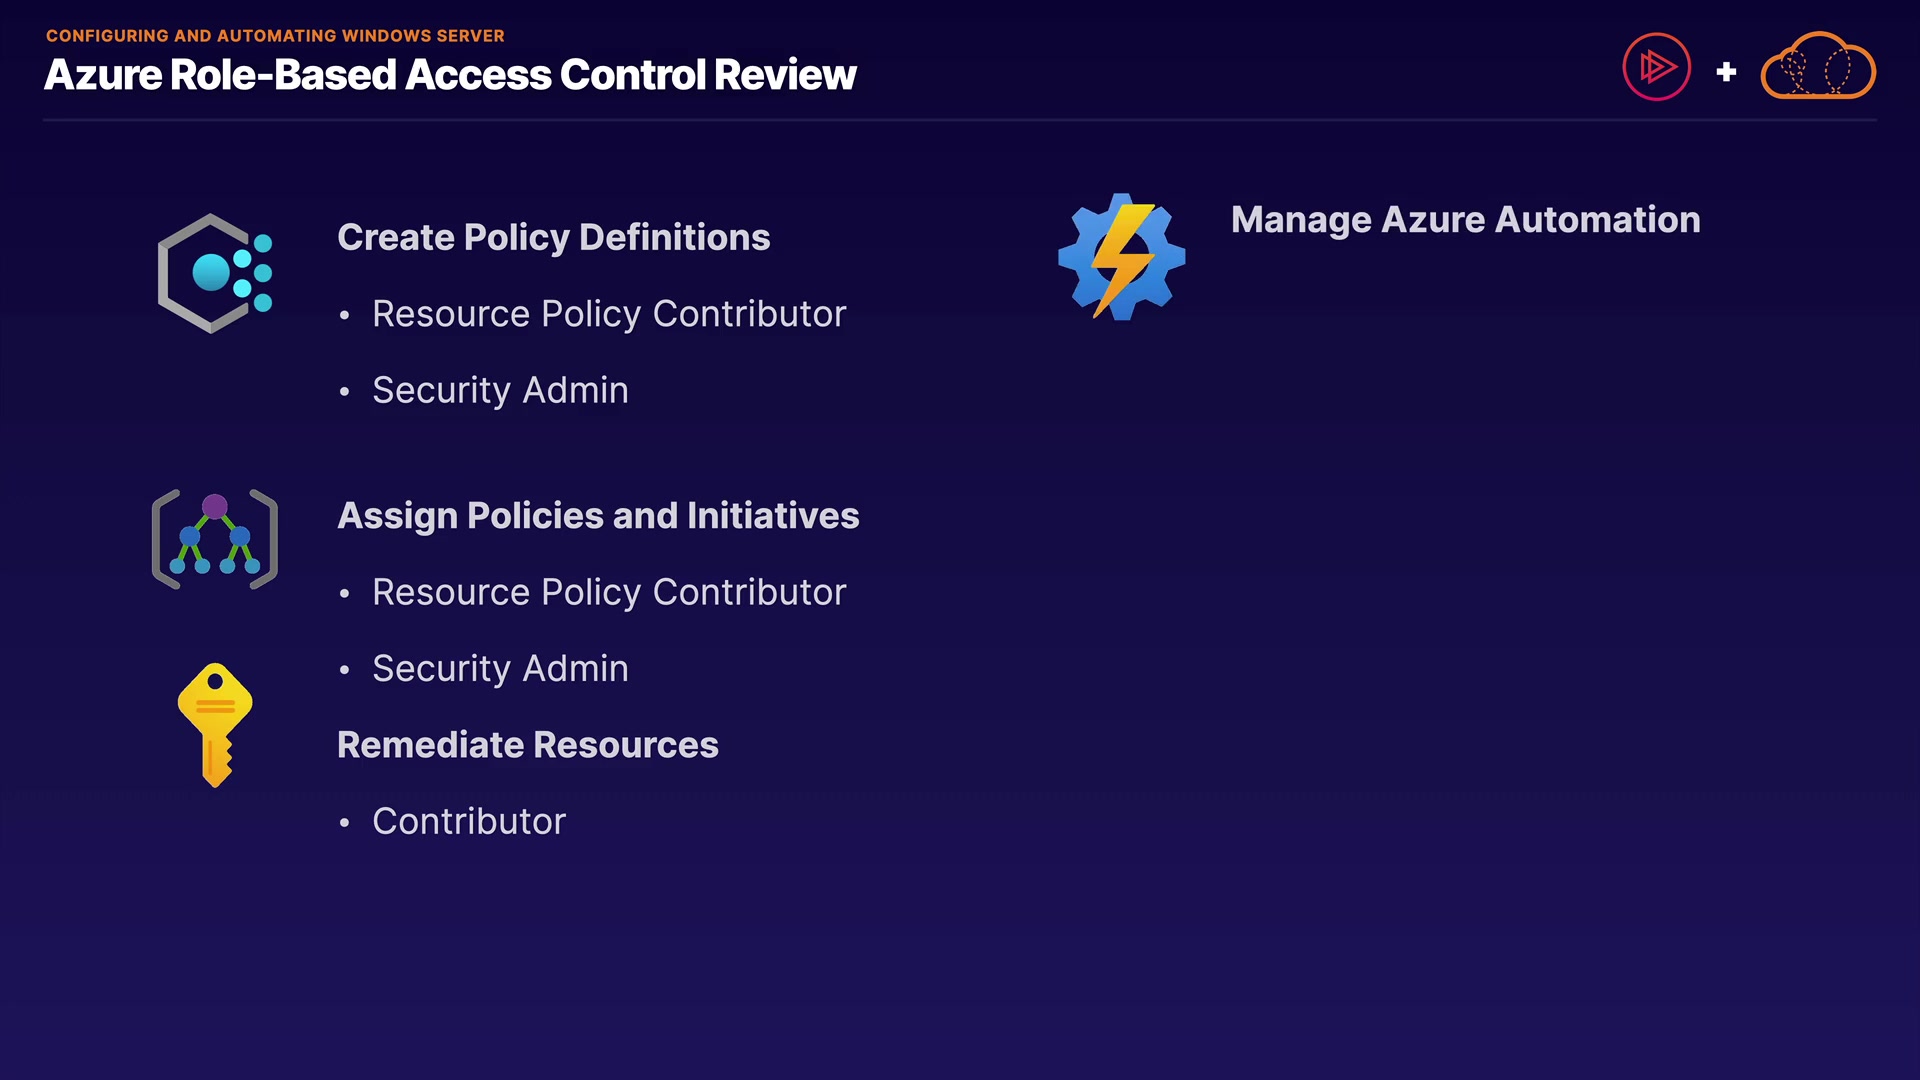 CONFIGURING AND AUTOMATING WINDOWS SERVER
Azure Role-Based Access Control Review
+
Create Policy Definitions
• Resource Policy Contributor
• Security Admin
Assign Policies and Initiatives
• Resource Policy Contributor
• Security Admin
Remediate Resources
• Contributor
Manage Azure Automation